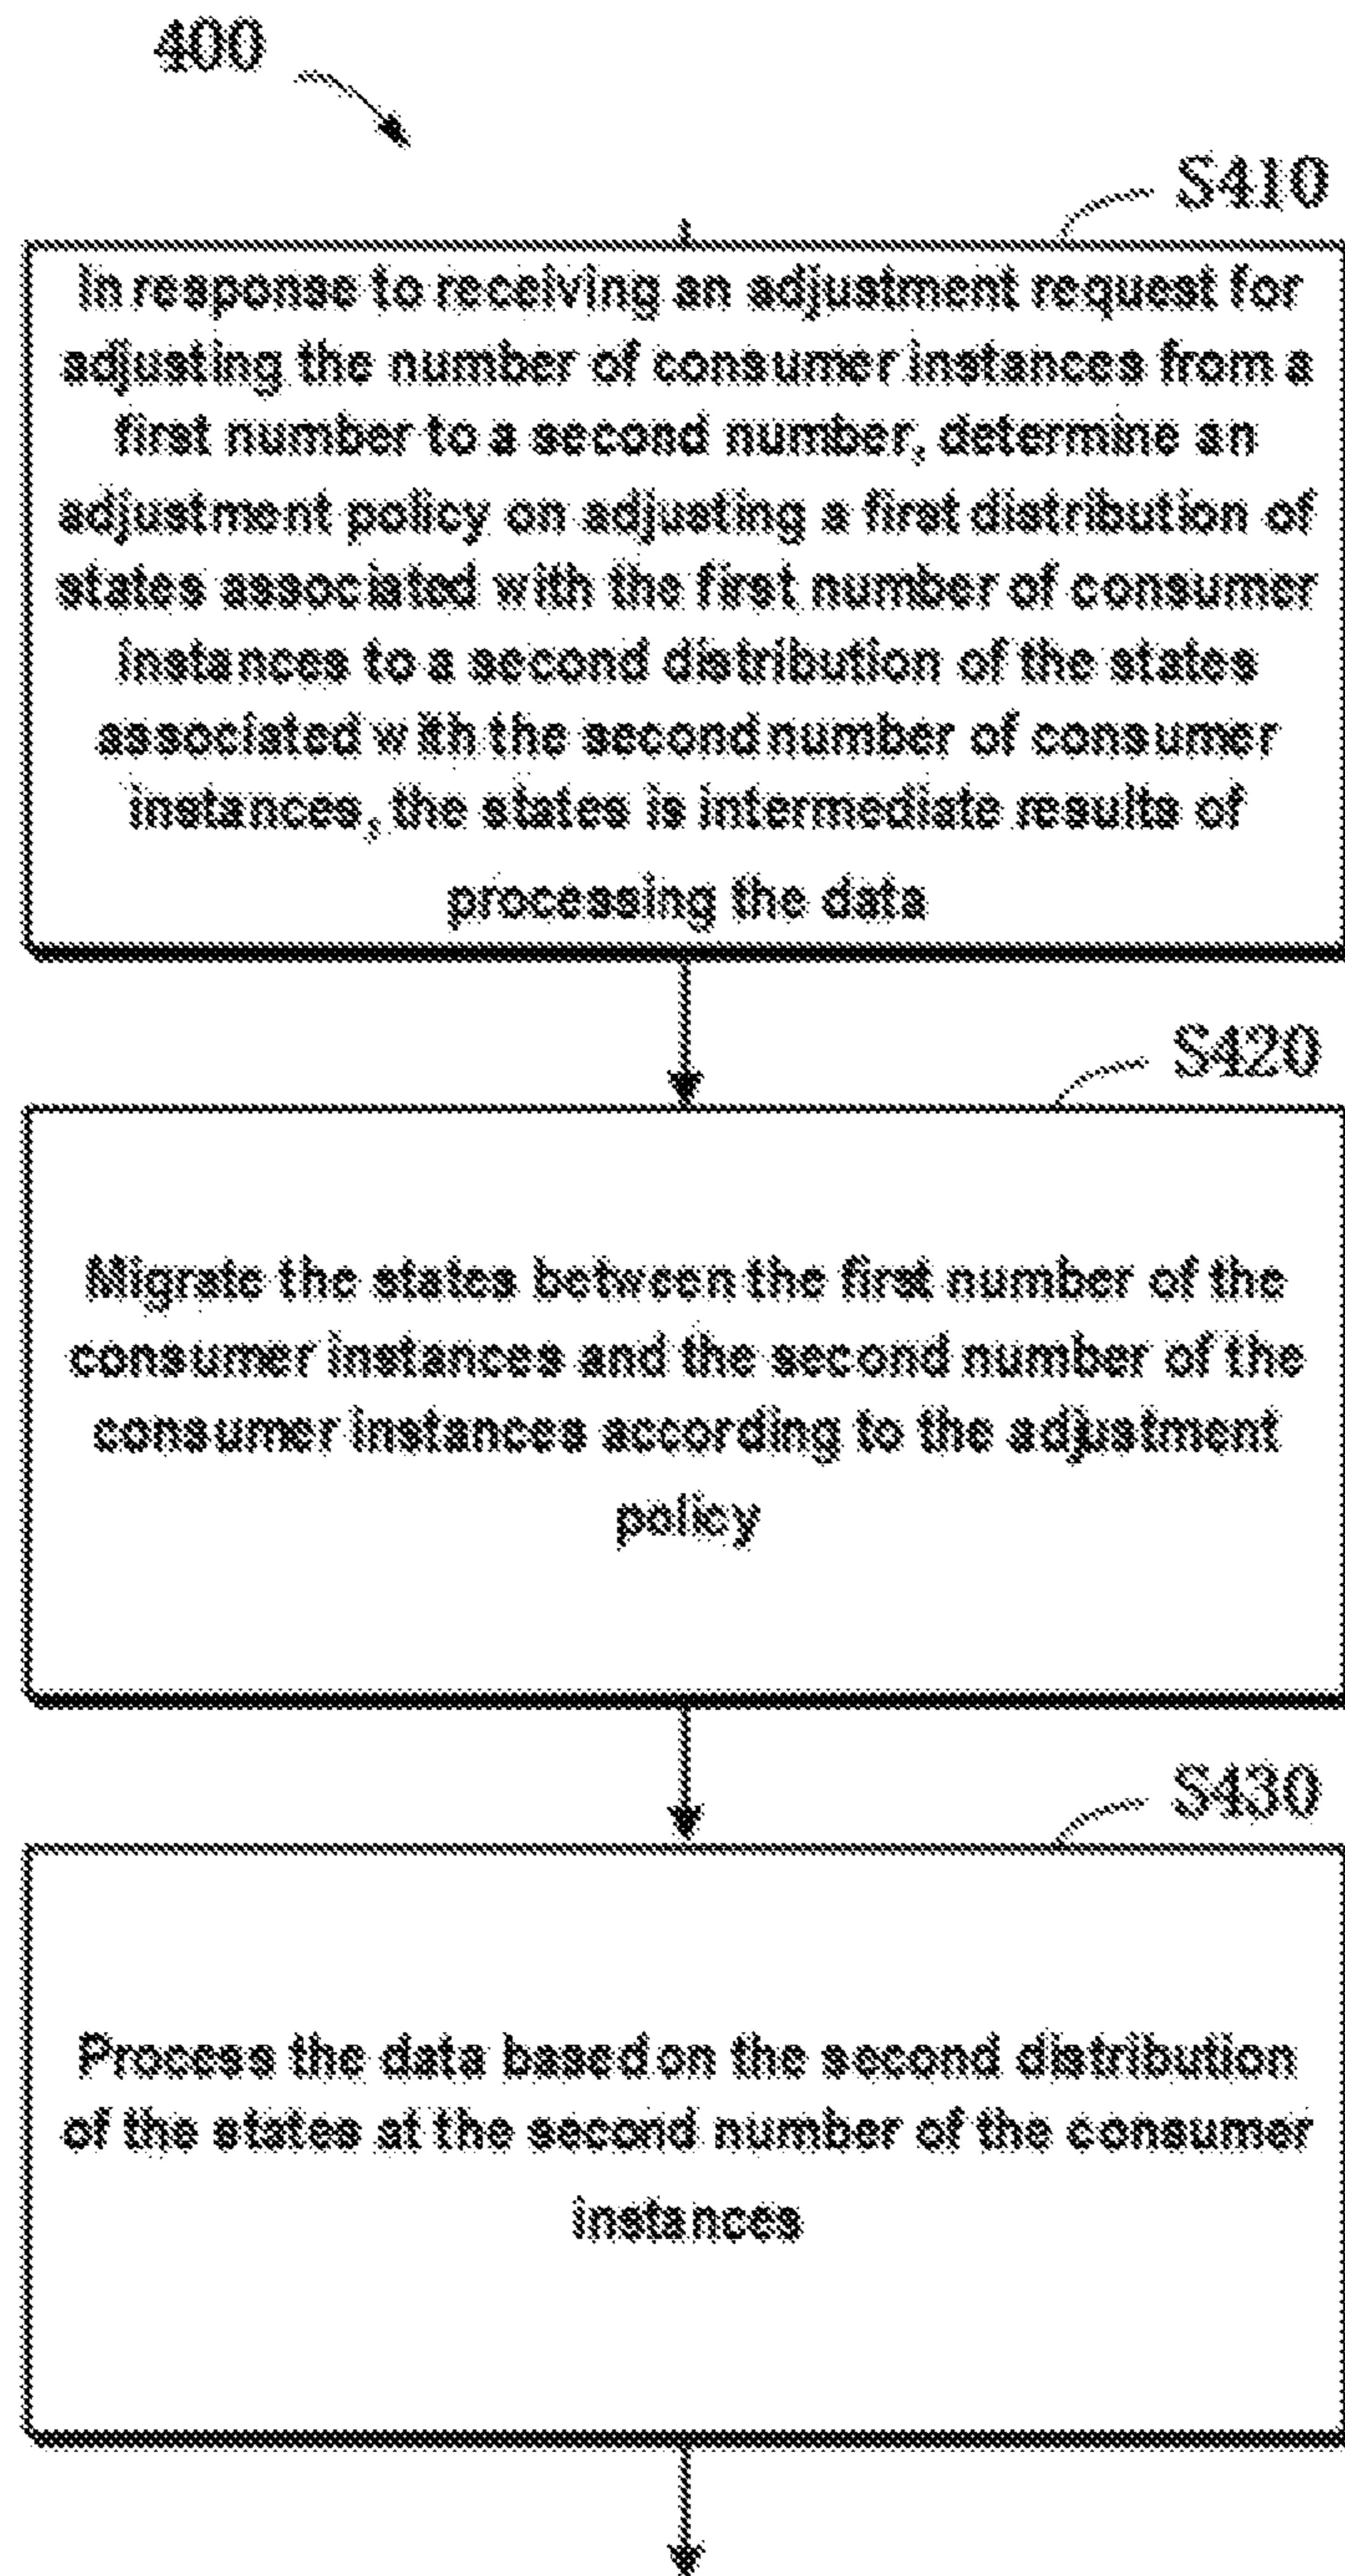 400
S410
In response to receiving an adjustment request for
adjusting the number of consumer instances from a
first number to a second number, determine an
adjustment policy on adjusting a first distribution of
states associated with the first number of consumer
instances to a second distribution of the states
associated with the second number of consumer
instances, the states is intermediate results of
processing the data
S420
Migrate the states between the first number of the
consumer instances and the second number of the
consumer instances according to the adjustment
policy
S430
Process the data based on the second distribution
of the states at the second number of the consumer
instances